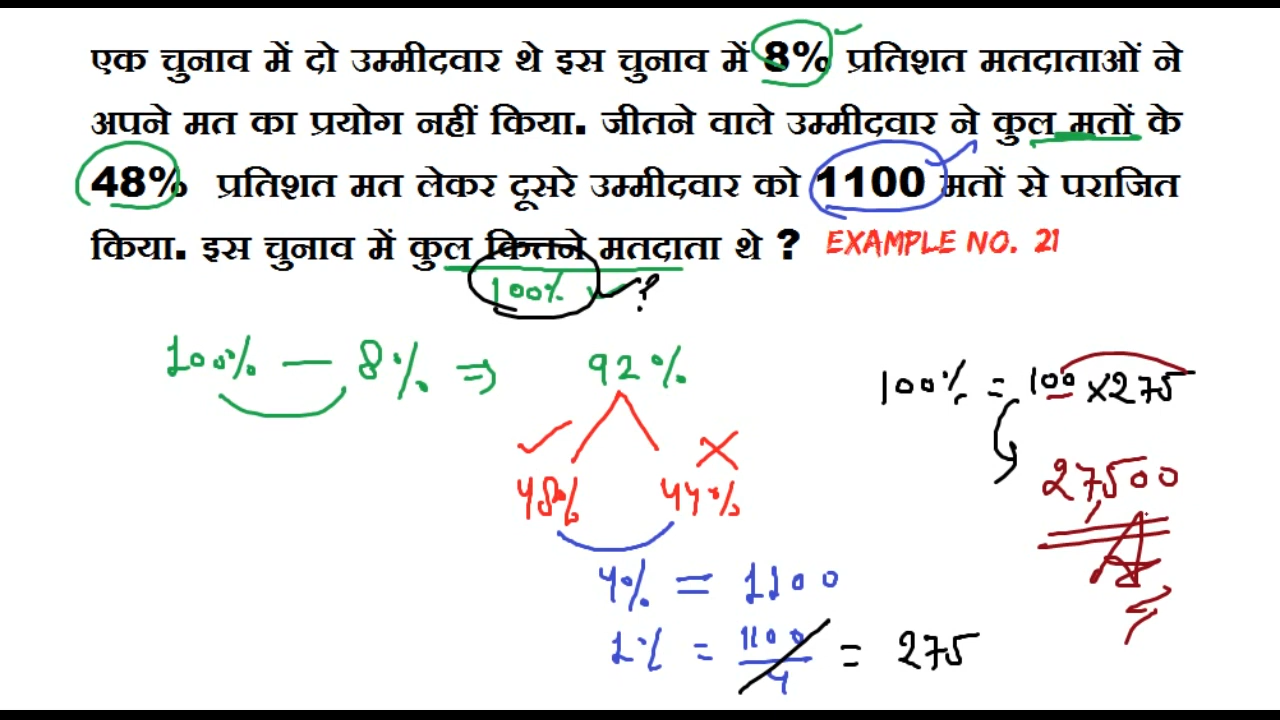 एक चुनाव में दो उम्मीदवार थे इस चुनाव में 8% प्रतिशत मतदाताओं ने
अपने मत का प्रयोग नहीं किया. जीतने वाले उम्मीदवार ने कुल मतों के
48% प्रतिशत मत लेकर दूसरे उम्मीदवार को 1100 मतों से पराजित
किया. इस चुनाव में कुल कितने मतदाता थे ? EXAMPLE NO. 21
100% ?
100% — 8% ⇒ 92%
100% = 100 × 275
48% 44%
27,500
4% = 1100
1% = 1100/4 = 275